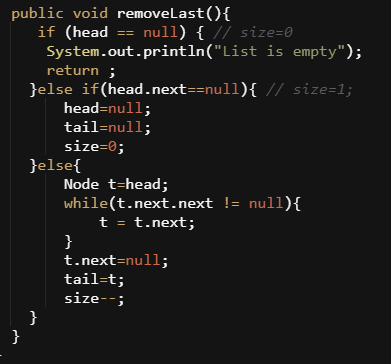 public void removeLast(){
if (head == null) { // size=0
System.out.println("List is empty");
return ;
}else if(head.next==null){ // size=1;
head=null;
tail=null;
size=0;
}else{
Node t=head;
while(t.next.next != null){
t = t.next;
}
t.next=null;
tail=t;
size--;
}
}